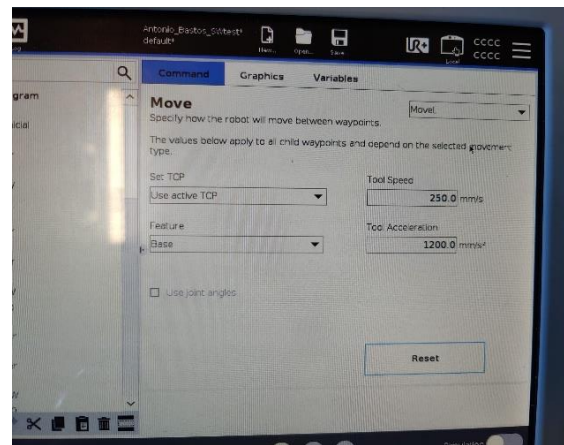 Antonio_Bastos_SWtest*
default*
New...
Open...
Save...
UR+
Local
CCCC
CCCC
gram
icial
Command
Graphics
Variables
Move
Specify how the robot will move between waypoints.
MoveL
The values below apply to all child waypoints and depend on the selected movement
type.
Set TCP
Tool Speed
Use active TCP
250.0 mm/s
Feature
Tool Acceleration
Base
1200.0 mm/s²
Use joint angles
Reset